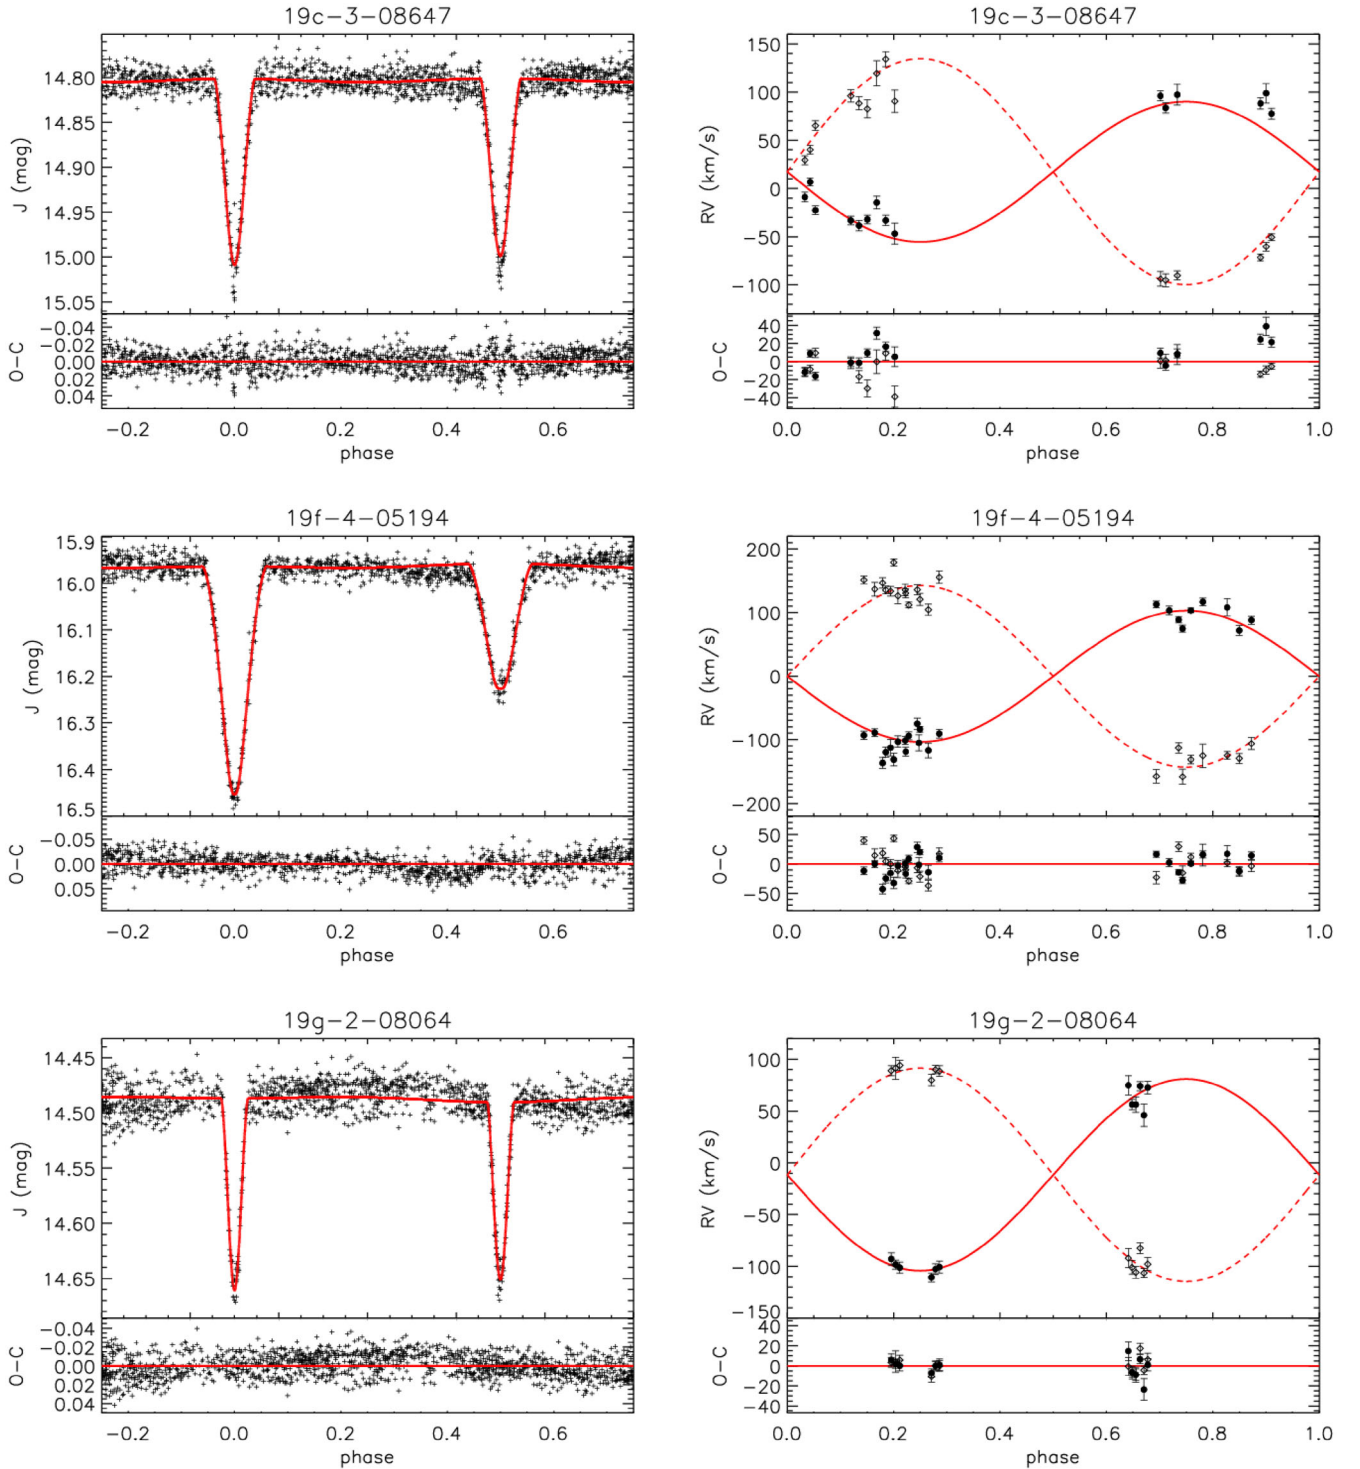 19c-3-08647
14.80
14.85
14.90
14.95
15.00
15.05
J (mag)
-0.04
-0.02
0.00
0.02
0.04
O-C
-0.2 0.0 0.2 0.4 0.6
phase
19c-3-08647
150
100
50
0
-50
-100
RV (km/s)
40
20
0
-20
-40
O-C
0.0 0.2 0.4 0.6 0.8 1.0
phase
19f-4-05194
15.9
16.0
16.1
16.2
16.3
16.4
16.5
J (mag)
-0.05
0.00
0.05
O-C
-0.2 0.0 0.2 0.4 0.6
phase
19f-4-05194
200
100
0
-100
-200
RV (km/s)
50
0
-50
O-C
0.0 0.2 0.4 0.6 0.8 1.0
phase
19g-2-08064
14.45
14.50
14.55
14.60
14.65
J (mag)
-0.04
-0.02
0.00
0.02
0.04
O-C
-0.2 0.0 0.2 0.4 0.6
phase
19g-2-08064
100
50
0
-50
-100
-150
RV (km/s)
40
20
0
-20
-40
O-C
0.0 0.2 0.4 0.6 0.8 1.0
phase